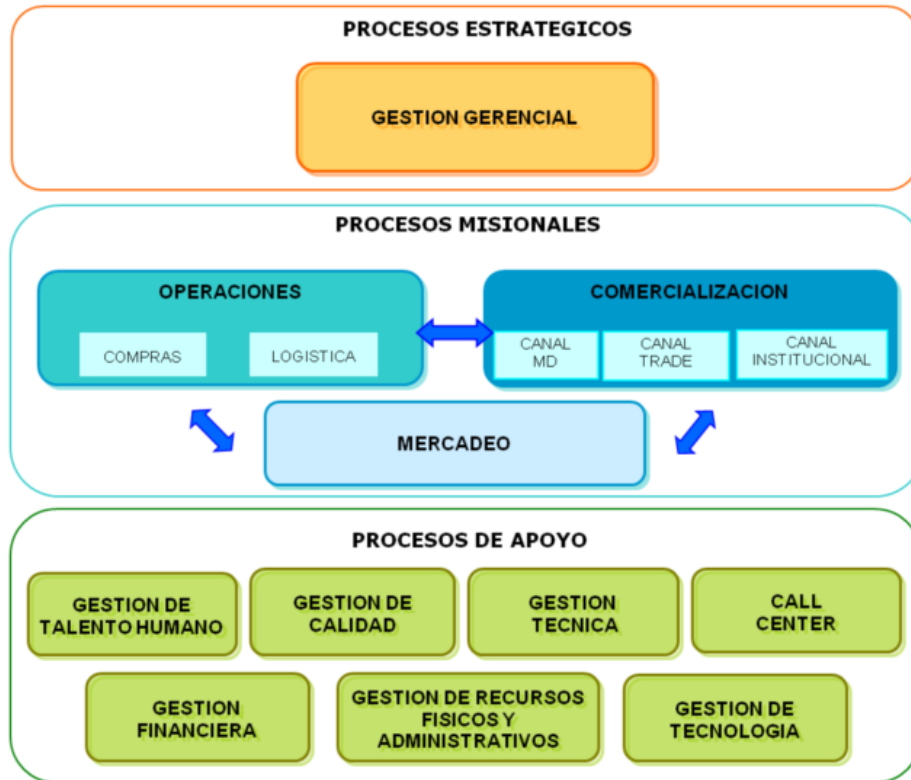 PROCESOS ESTRATEGICOS
GESTION GERENCIAL
PROCESOS MISIONALES
OPERACIONES
COMPRAS
LOGISTICA
COMERCIALIZACION
CANAL
MD
CANAL
TRADE
CANAL
INSTITUCIONAL
MERCADEO
PROCESOS DE APOYO
GESTION DE
TALENTO HUMANO
GESTION DE
CALIDAD
GESTION
TECNICA
CALL
CENTER
GESTION
FINANCIERA
GESTION DE RECURSOS
FISICOS Y
ADMINISTRATIVOS
GESTION DE
TECNOLOGIA